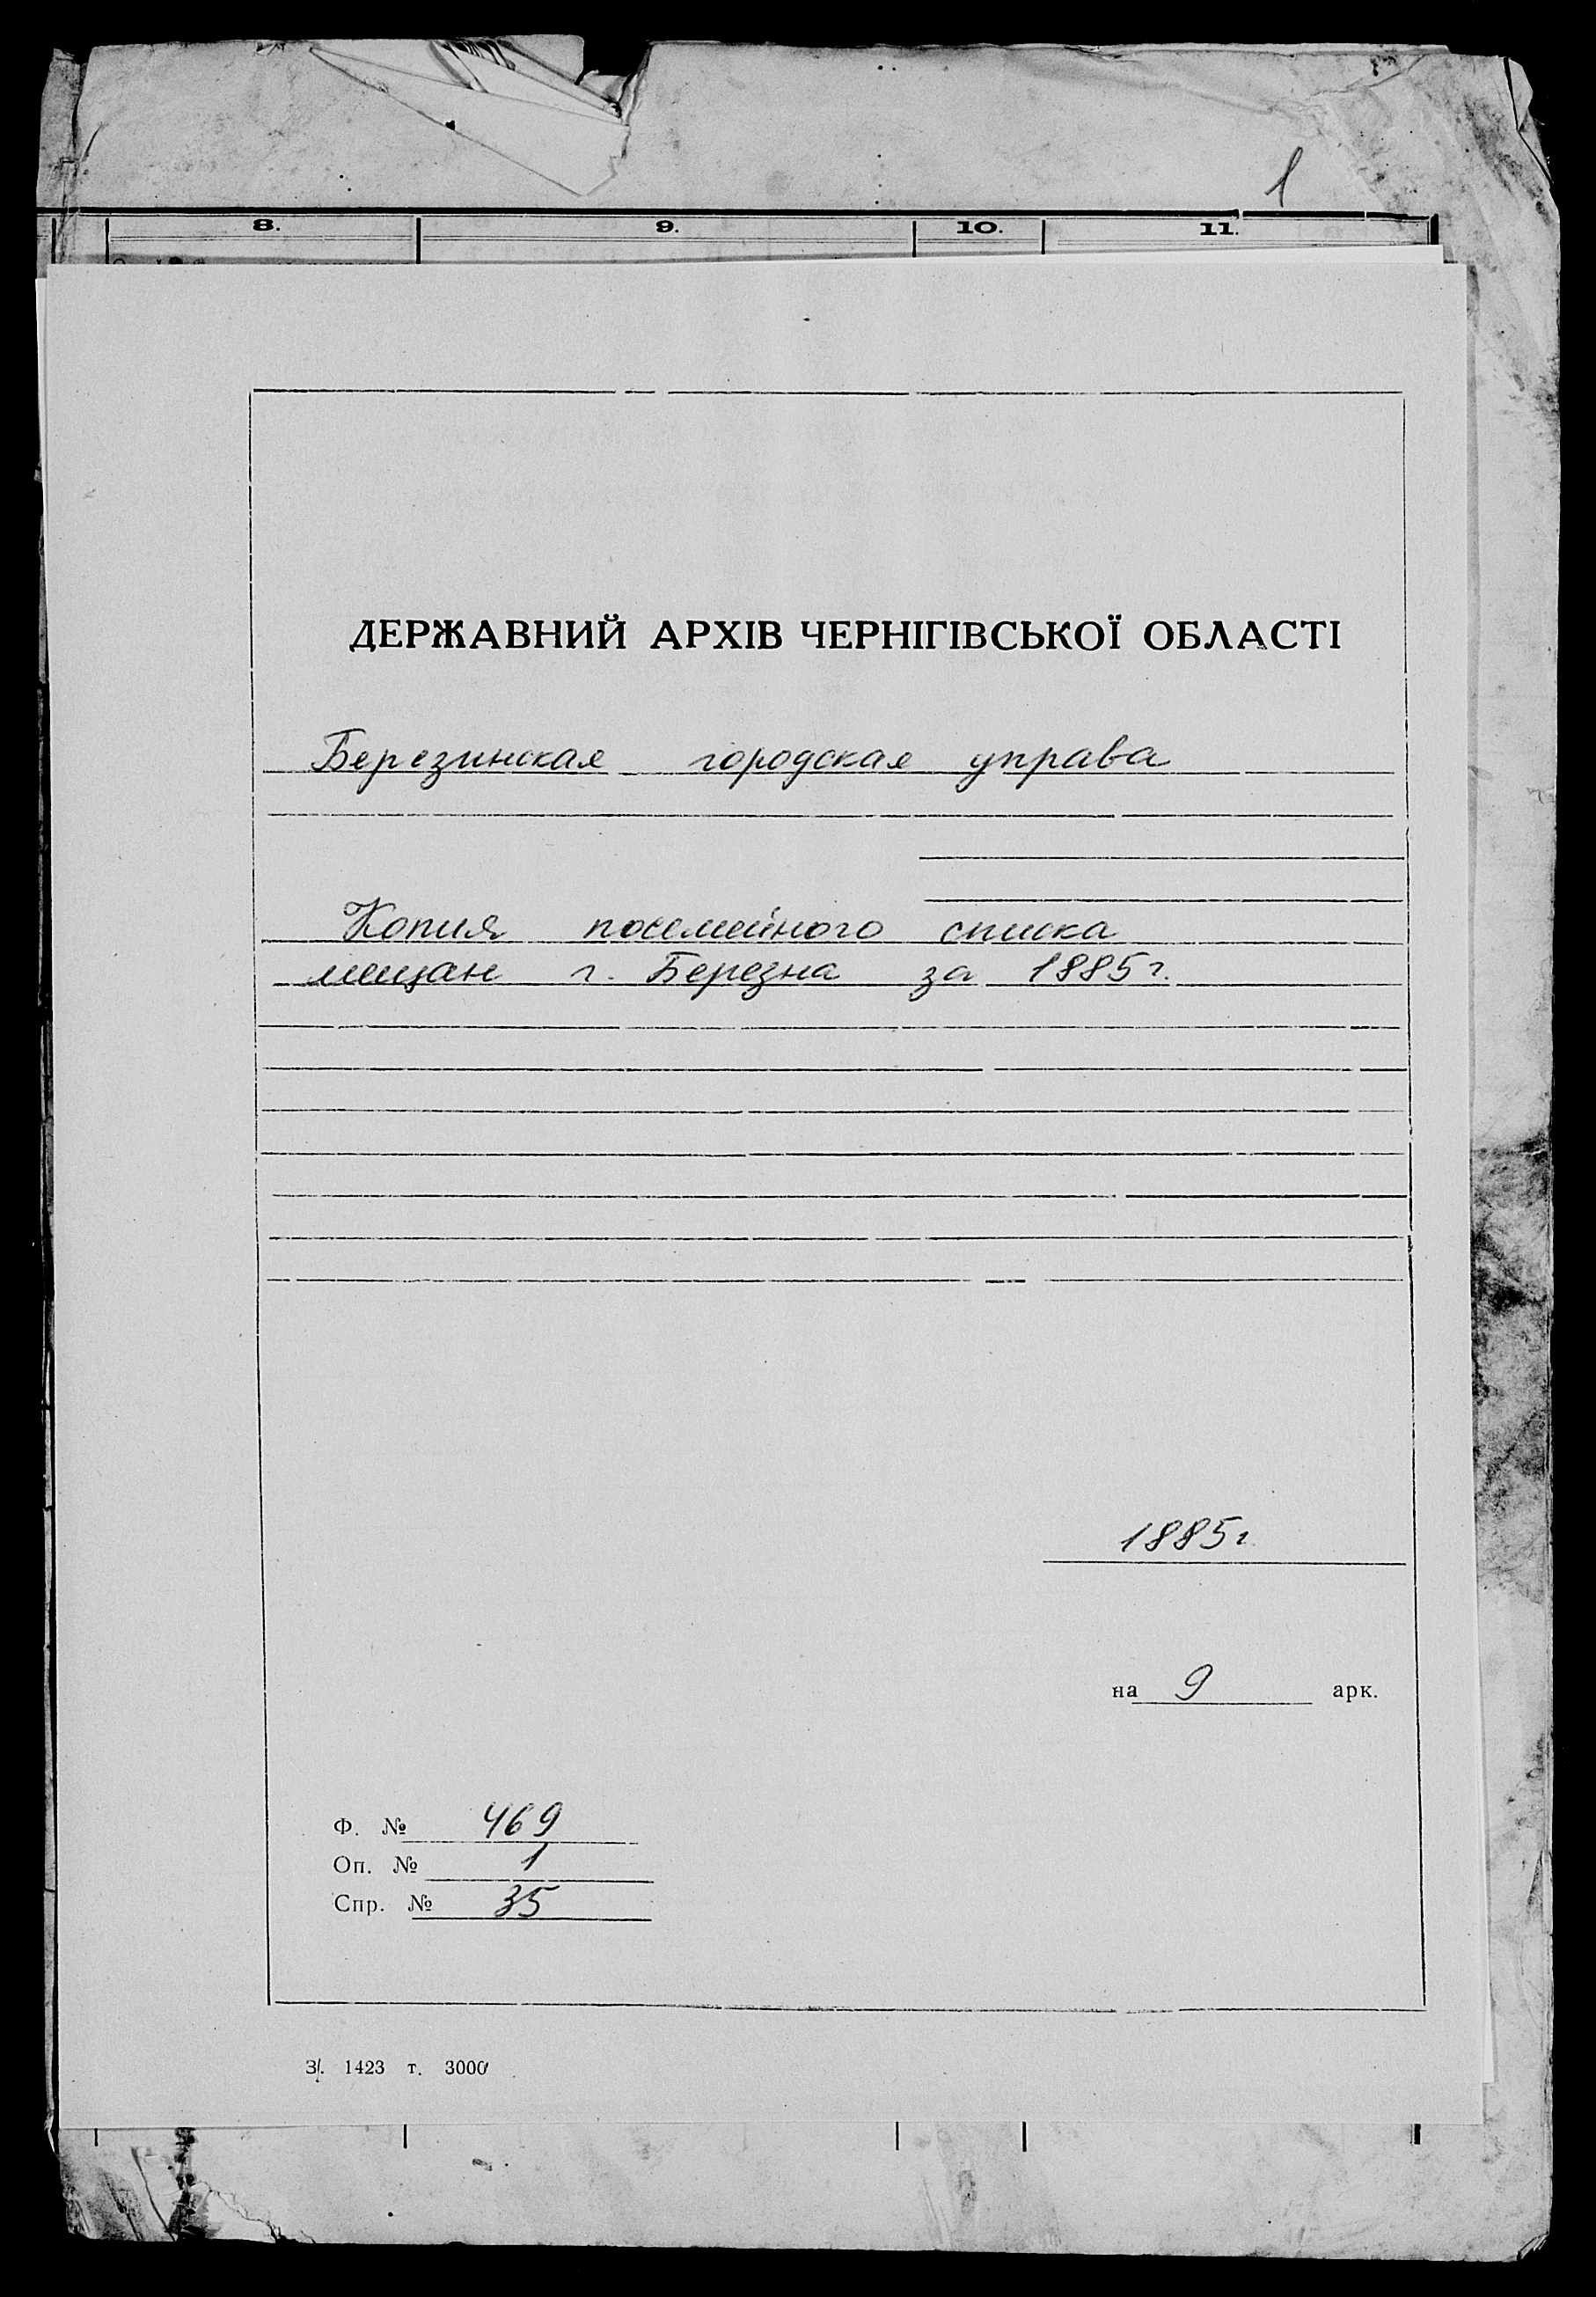 1
8. 9. 10. 11.
ДЕРЖАВНИЙ АРХІВ ЧЕРНІГІВСЬКОЇ ОБЛАСТІ
Березинская городская управа
Копия посемейного списка
мещан г. Березна за 1885 г.
1885 г
на 9 арк.
Ф. № 469
Оп. № 1
Спр. № 35
З/. 1423 т. 3000